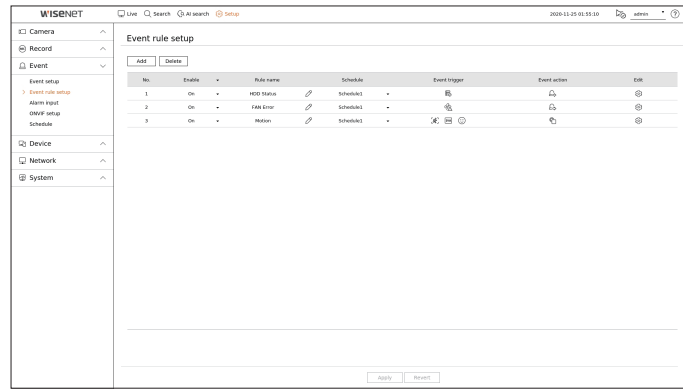 WISENET
Live Search AI search Setup 2020-11-25 01:55:10 admin ?
Camera
Record
Event
Event setup
Event rule setup
Alarm input
ONVIF setup
Schedule
Device
Network
System
Event rule setup
Add Delete
No. Enable Rule name Schedule Event trigger Event action Edit
1 On HDD Status Schedule1
2 On FAN Error Schedule1
3 On Motion Schedule1
Apply Revert